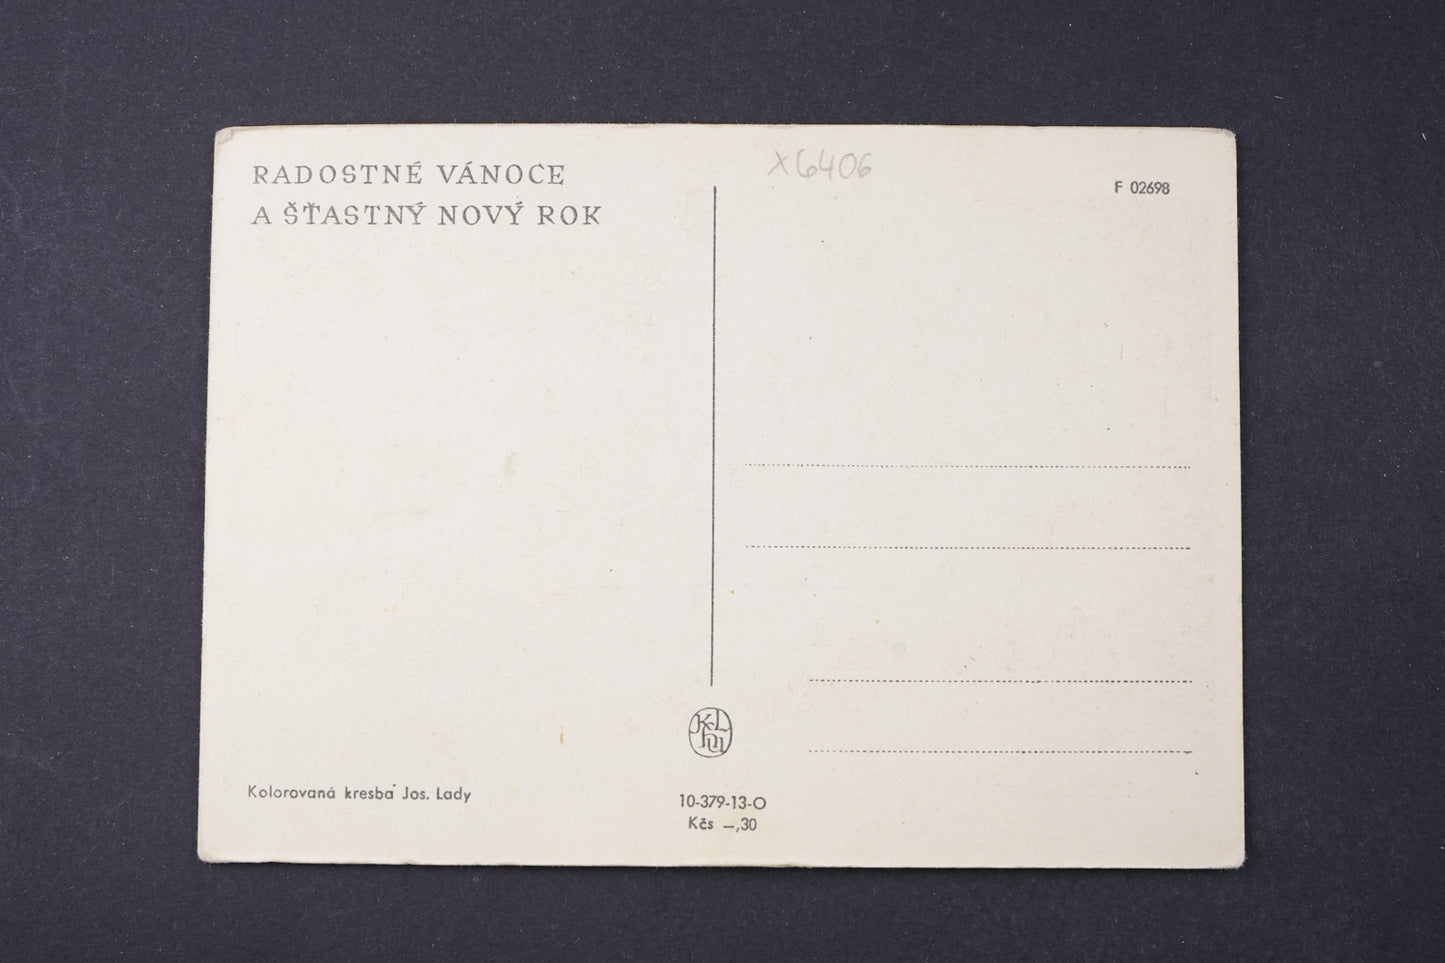 RADOSTNÉ VÁNOCE
A ŠŤASTNÝ NOVÝ ROK
X6406
F 02698
Kolorovaná kresba Jos. Lady
10-379-13-O
Kčs –,30